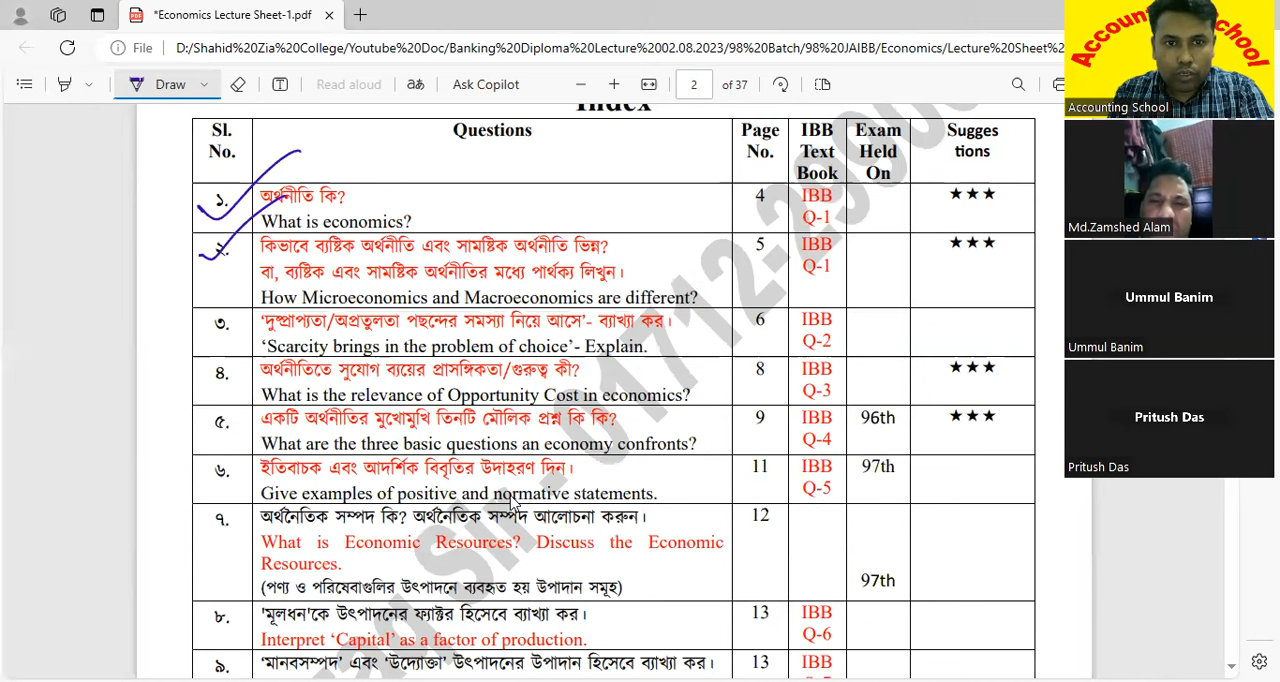 *Economics Lecture Sheet-1.pdf
File
D:/Shahid%20Zia%20College/Youtube%20Doc/Banking%20Diploma%20Lecture%2002.08.2023/98%20Batch/98%20JAIBB/Economics/Lecture%20Sheet%
Draw
Read aloud
aあ
Ask Copilot
2
of 37
Accounting School
Accounting School
Md.Zamshed Alam
Ummul Banim
Ummul Banim
Pritush Das
Pritush Das
Index
Sl. No.
Questions
Page No.
IBB Text Book
Exam Held On
Sugges tions
১.
অর্থনীতি কি?
What is economics?
4
IBB Q-1
★★★
২.
কিভাবে ব্যষ্টিক অর্থনীতি এবং সামষ্টিক অর্থনীতি ভিন্ন?
বা, ব্যষ্টিক এবং সামষ্টিক অর্থনীতির মধ্যে পার্থক্য লিখুন।
How Microeconomics and Macroeconomics are different?
5
IBB Q-1
★★★
৩.
‘দুষ্প্রাপ্যতা/অপ্রতুলতা পছন্দের সমস্যা নিয়ে আসে’- ব্যাখ্যা কর।
‘Scarcity brings in the problem of choice’- Explain.
6
IBB Q-2
৪.
অর্থনীতিতে সুযোগ ব্যয়ের প্রাসঙ্গিকতা/গুরুত্ব কী?
What is the relevance of Opportunity Cost in economics?
8
IBB Q-3
★★★
৫.
একটি অর্থনীতির মুখোমুখি তিনটি মৌলিক প্রশ্ন কি কি?
What are the three basic questions an economy confronts?
9
IBB Q-4
96th
★★★
৬.
ইতিবাচক এবং আদর্শিক বিবৃতির উদাহরণ দিন।
Give examples of positive and normative statements.
11
IBB Q-5
97th
৭.
অর্থনৈতিক সম্পদ কি? অর্থনৈতিক সম্পদ আলোচনা করুন।
What is Economic Resources? Discuss the Economic
Resources.
(পণ্য ও পরিষেবাগুলির উৎপাদনে ব্যবহৃত হয় উপাদান সমূহ)
12
97th
৮.
'মূলধন'কে উৎপাদনের ফ্যাক্টর হিসেবে ব্যাখ্যা কর।
Interpret ‘Capital’ as a factor of production.
13
IBB Q-6
৯.
‘মানবসম্পদ’ এবং ‘উদ্যোক্তা’ উৎপাদনের উপাদান হিসেবে ব্যাখ্যা কর।
13
IBB